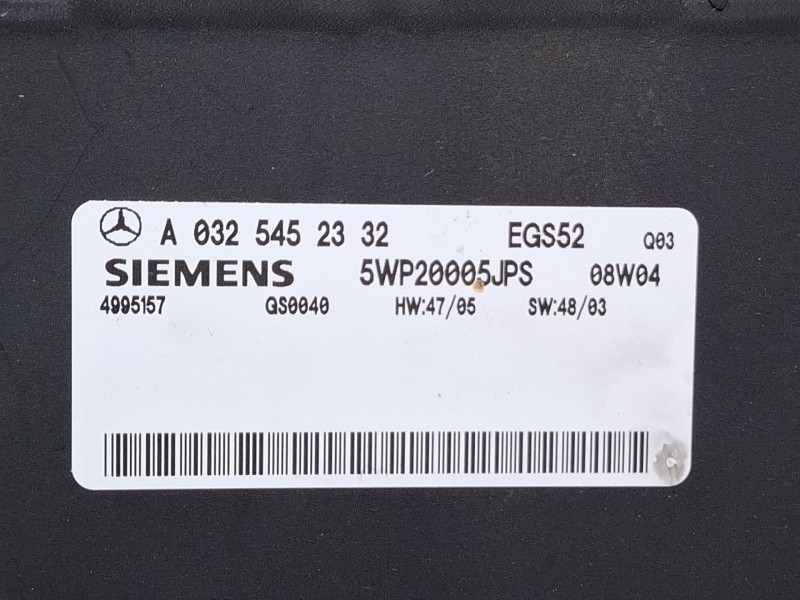 A 032 545 23 32 EGS52 Q03
SIEMENS 5WP20005JPS 08W04
4995157 QS0040 HW:47/05 SW:48/03